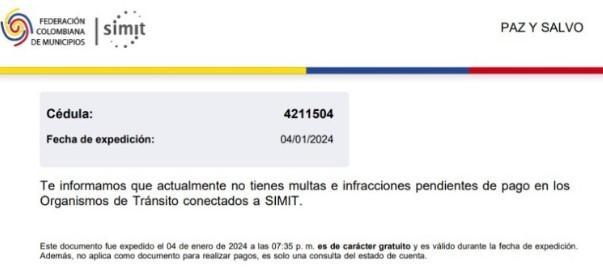 FEDERACIÓN
COLOMBIANA
DE MUNICIPIOS
simit
PAZ Y SALVO
Cédula: 4211504
Fecha de expedición: 04/01/2024
Te informamos que actualmente no tienes multas e infracciones pendientes de pago en los
Organismos de Tránsito conectados a SIMIT.
Este documento fue expedido el 04 de enero de 2024 a las 07:35 p. m. es de carácter gratuito y es válido durante la fecha de expedición.
Además, no aplica como documento para realizar pagos, es solo una consulta del estado de cuenta.